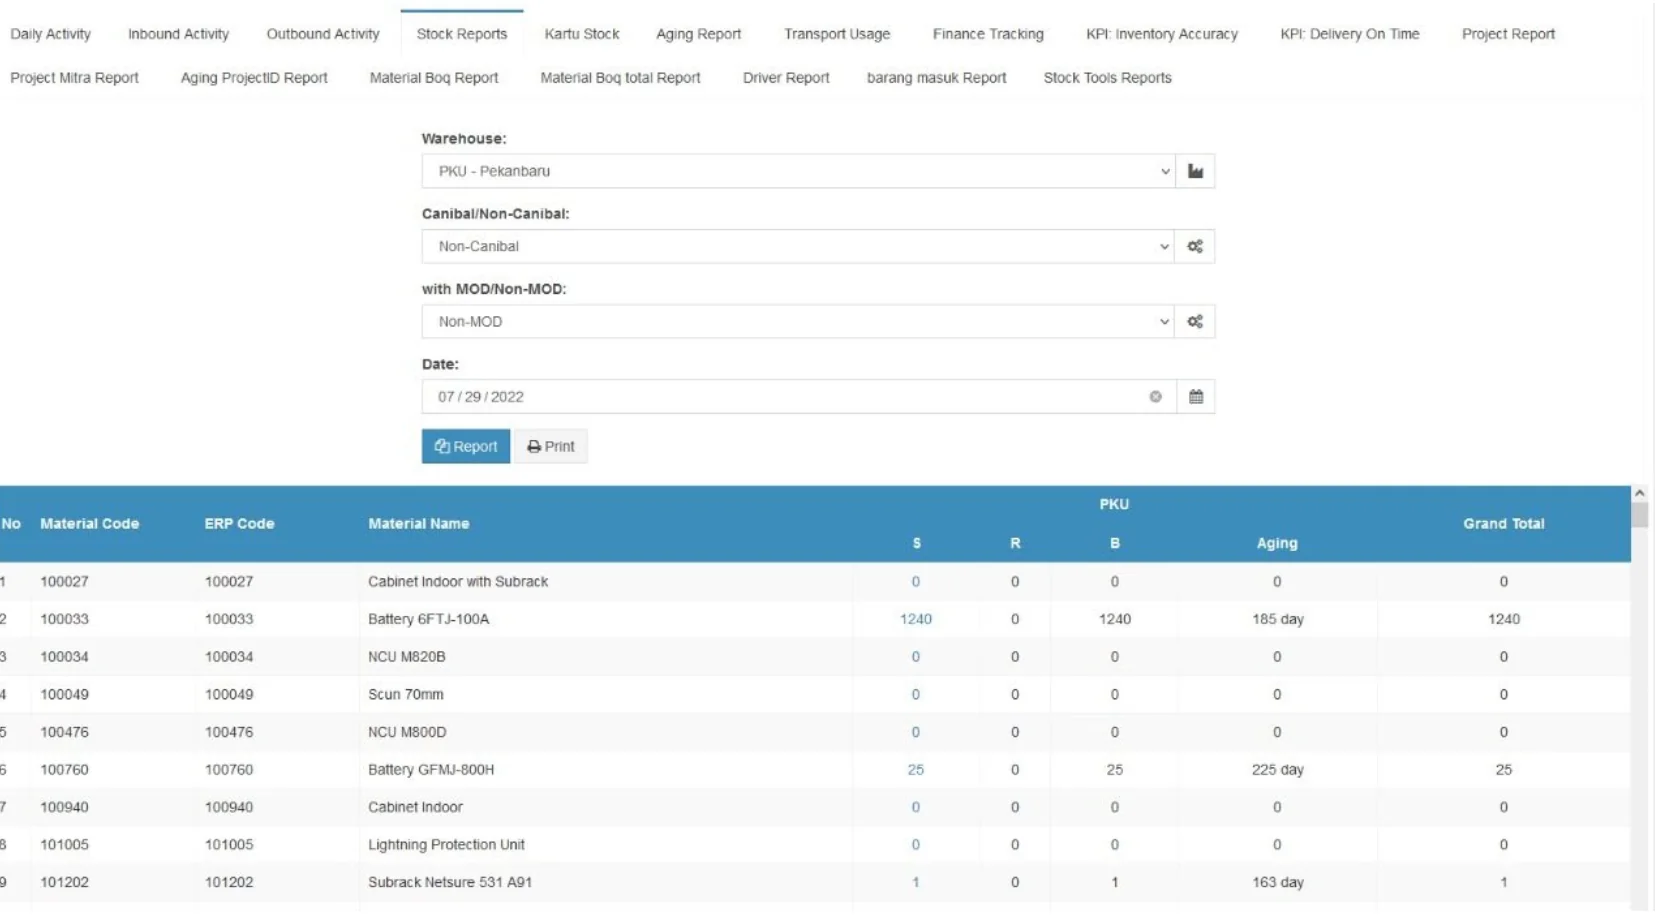 Daily Activity Inbound Activity Outbound Activity Stock Reports Kartu Stock Aging Report Transport Usage Finance Tracking KPI: Inventory Accuracy KPI: Delivery On Time Project Report
Project Mitra Report Aging ProjectID Report Material Boq Report Material Boq total Report Driver Report barang masuk Report Stock Tools Reports
Warehouse:
PKU - Pekanbaru
Canibal/Non-Canibal:
Non-Canibal
with MOD/Non-MOD:
Non-MOD
Date:
07 / 29 / 2022
Report Print
PKU
No Material Code ERP Code Material Name Grand Total
S R B Aging
1 100027 100027 Cabinet Indoor with Subrack 0 0 0 0 0
2 100033 100033 Battery 6FTJ-100A 1240 0 1240 185 day 1240
3 100034 100034 NCU M820B 0 0 0 0 0
4 100049 100049 Scun 70mm 0 0 0 0 0
5 100476 100476 NCU M800D 0 0 0 0 0
6 100760 100760 Battery GFMJ-800H 25 0 25 225 day 25
7 100940 100940 Cabinet Indoor 0 0 0 0 0
8 101005 101005 Lightning Protection Unit 0 0 0 0 0
9 101202 101202 Subrack Netsure 531 A91 1 0 1 163 day 1